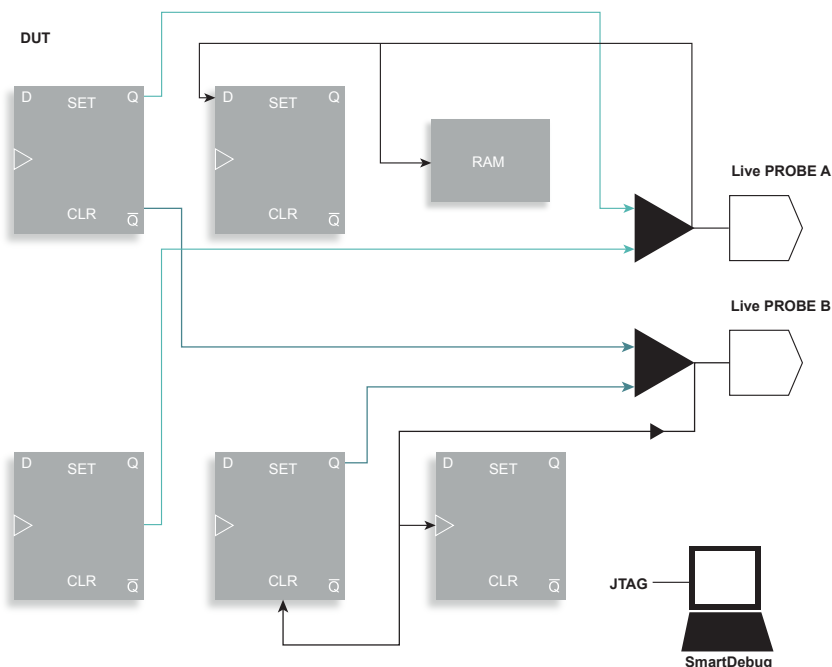 DUT
D SET Q
CLR Q̅
D SET Q
CLR Q̅
RAM
Live PROBE A
Live PROBE B
D SET Q
CLR Q̅
D SET Q
CLR Q̅
D SET Q
CLR Q̅
JTAG
SmartDebug